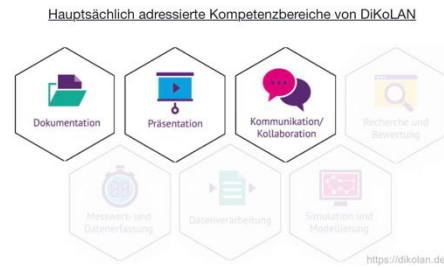 Hauptsächlich adressierte Kompetenzbereiche von DiKoLAN
Dokumentation
Präsentation
Kommunikation/
Kollaboration
Recherche und
Bewertung
Messwert- und
Datenerfassung
Datenverarbeitung
Simulation und
Modellierung
https://dikolan.de